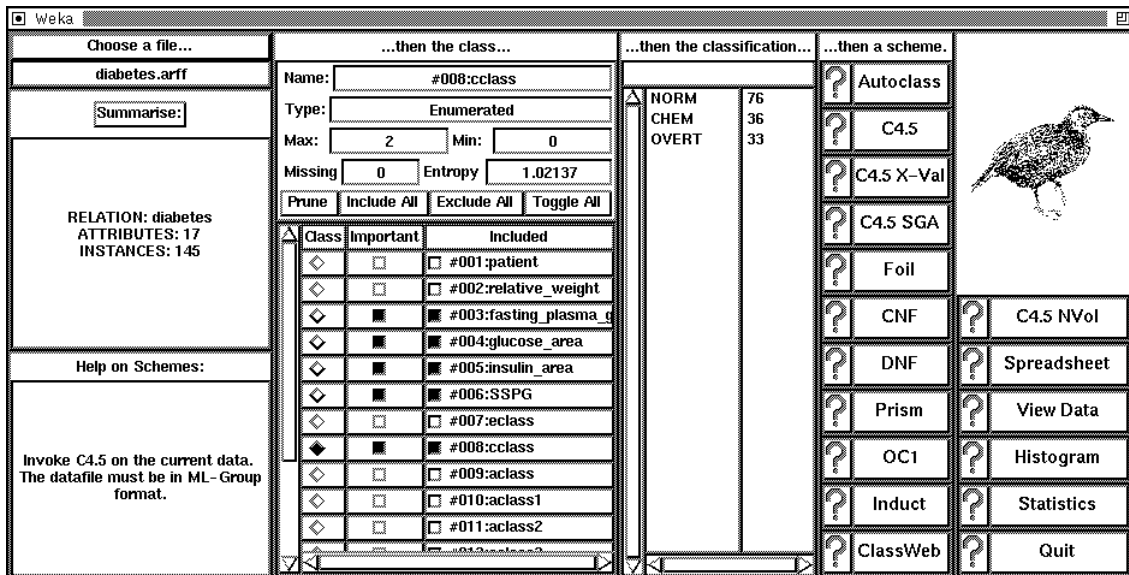 Weka
Choose a file...
diabetes.arff
Summarise:
RELATION: diabetes
ATTRIBUTES: 17
INSTANCES: 145
Help on Schemes:
Invoke C4.5 on the current data.
The datafile must be in ML-Group
format.
...then the class...
Name: #008:cclass
Type: Enumerated
Max: 2 Min: 0
Missing 0 Entropy 1.02137
Prune Include All Exclude All Toggle All
Class Important Included
#001:patient
#002:relative_weight
#003:fasting_plasma_g
#004:glucose_area
#005:insulin_area
#006:SSPG
#007:eclass
#008:cclass
#009:aclass
#010:aclass1
#011:aclass2
...then the classification...
NORM 76
CHEM 36
OVERT 33
...then a scheme.
? Autoclass
? C4.5
? C4.5 X-Val
? C4.5 SGA
? Foil
? CNF
? DNF
? Prism
? OC1
? Induct
? ClassWeb
? C4.5 NVol
? Spreadsheet
? View Data
? Histogram
? Statistics
? Quit